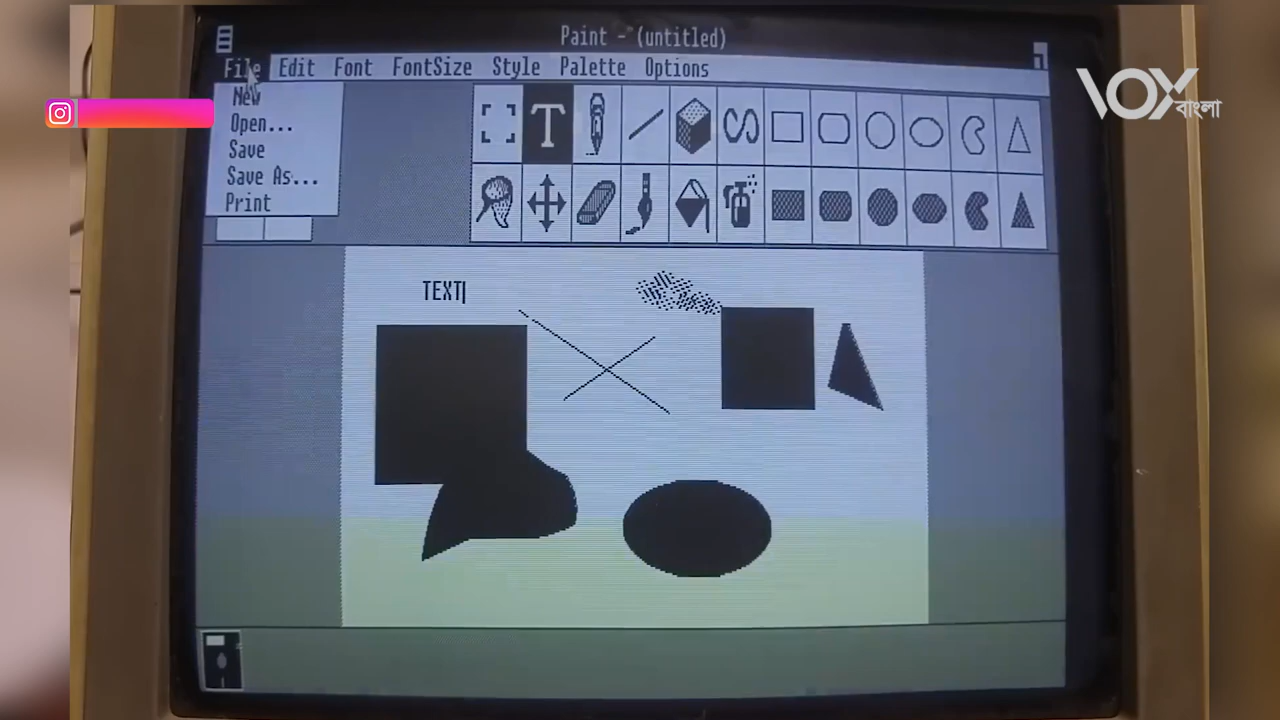 Paint - (untitled)
File Edit Font FontSize Style Palette Options
New
Open...
Save
Save As...
Print
T
TEXT
VOX বাংলা